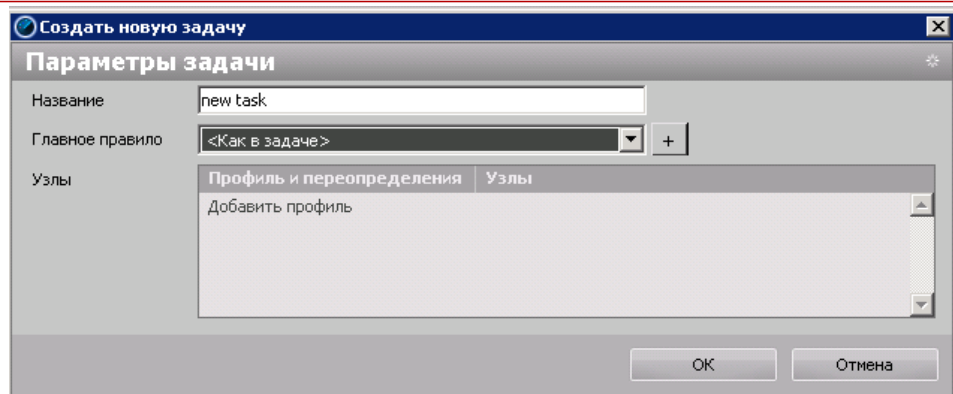 Создать новую задачу
Параметры задачи
Название new task
Главное правило <Как в задаче> +
Узлы Профиль и переопределения Узлы
Добавить профиль
OK Отмена